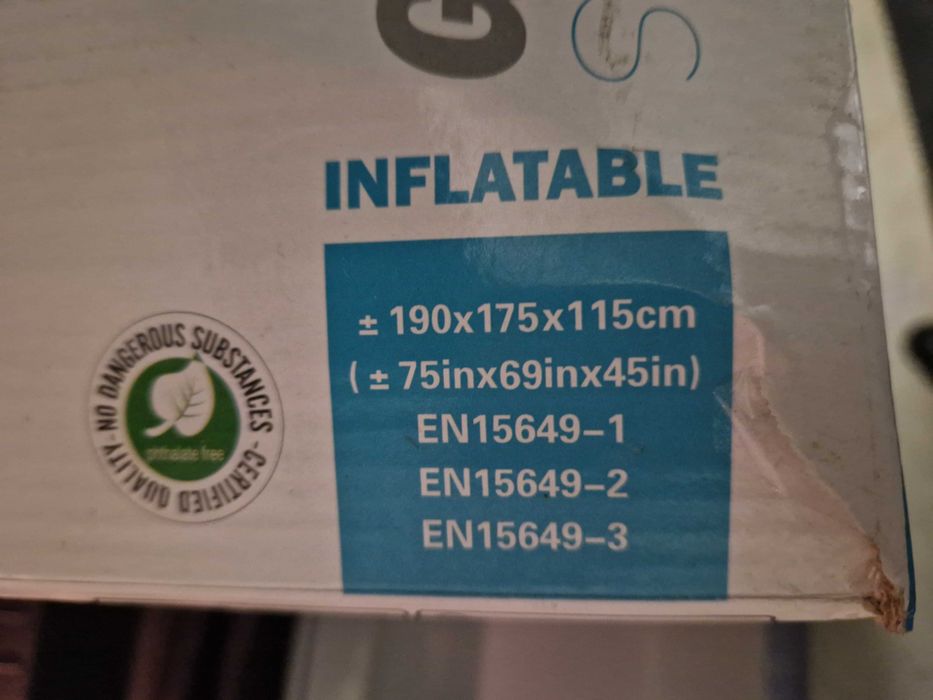 G
S
INFLATABLE
± 190x175x115cm
( ± 75inx69inx45in)
EN15649–1
EN15649–2
EN15649–3
NO DANGEROUS SUBSTANCES - CERTIFIED QUALITY-
phthalate free